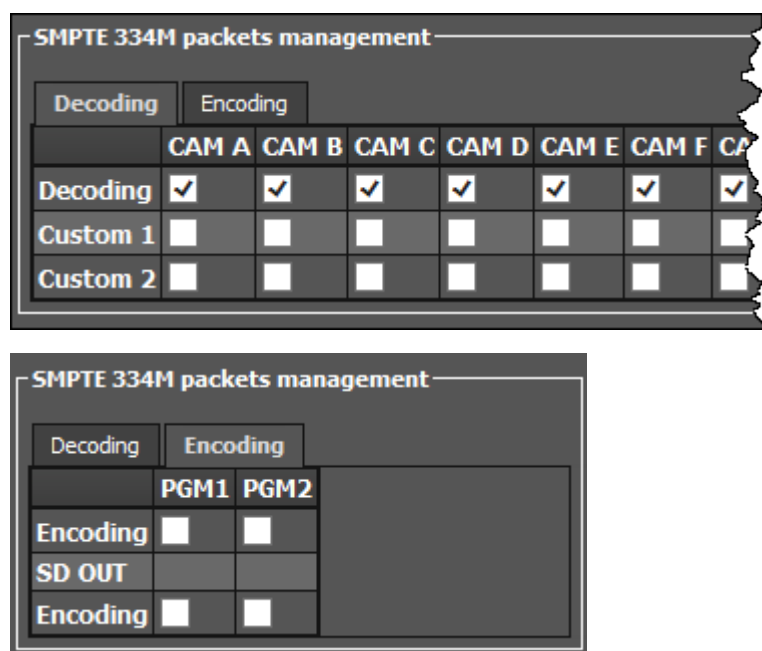 SMPTE 334M packets management
Decoding Encoding
CAM A CAM B CAM C CAM D CAM E CAM F
Decoding
Custom 1
Custom 2
SMPTE 334M packets management
Decoding Encoding
PGM1 PGM2
Encoding
SD OUT
Encoding